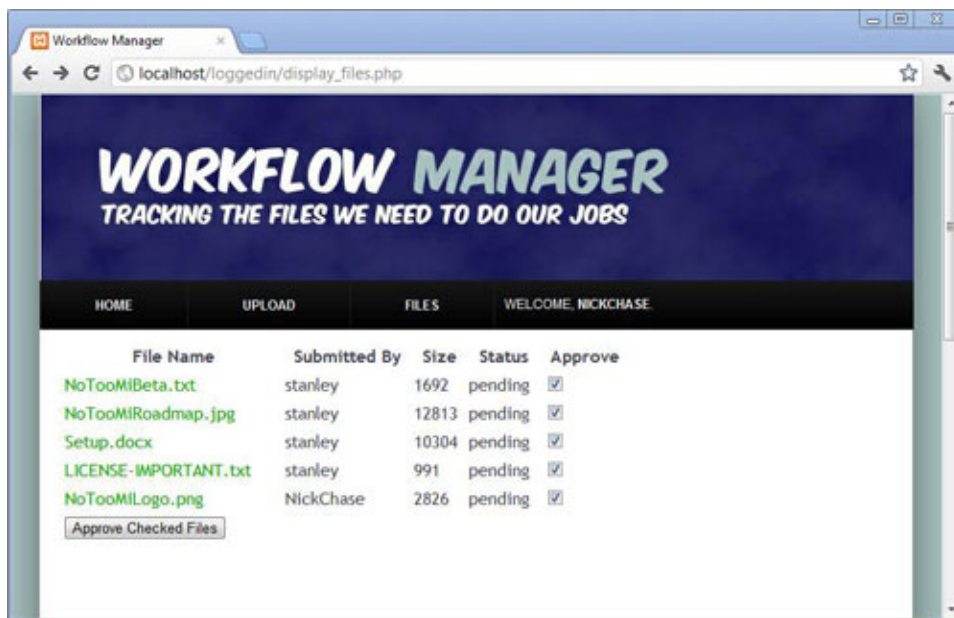 Workflow Manager
localhost/loggedin/display_files.php
WORKFLOW MANAGER
TRACKING THE FILES WE NEED TO DO OUR JOBS
HOME UPLOAD FILES WELCOME, NICKCHASE.
File Name Submitted By Size Status Approve
NoTooMiBeta.txt stanley 1692 pending
NoTooMiRoadmap.jpg stanley 12813 pending
Setup.docx stanley 10304 pending
LICENSE-IMPORTANT.txt stanley 991 pending
NoTooMiLogo.png NickChase 2826 pending
Approve Checked Files